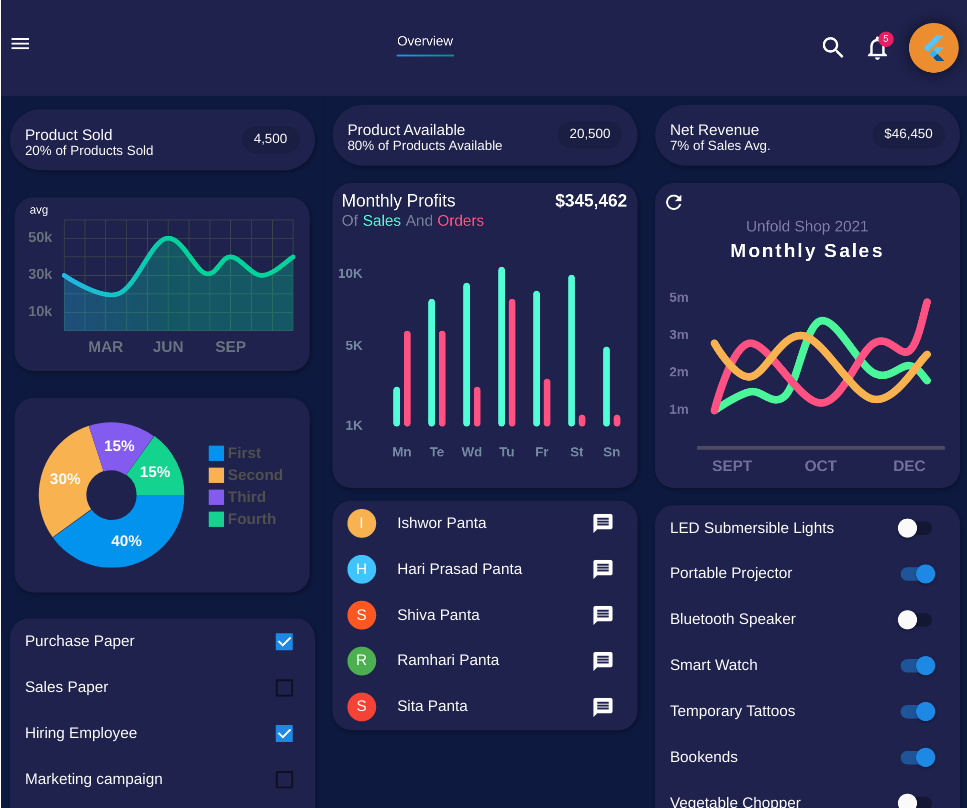 Overview
5
Product Sold
20% of Products Sold
4,500
Product Available
80% of Products Available
20,500
Net Revenue
7% of Sales Avg.
$46,450
avg
50k
30k
10k
MAR JUN SEP
Monthly Profits $345,462
Of Sales And Orders
10K
5K
1K
Mn Te Wd Tu Fr St Sn
Unfold Shop 2021
Monthly Sales
5m
3m
2m
1m
SEPT OCT DEC
15%
15%
30%
40%
First
Second
Third
Fourth
I Ishwor Panta
H Hari Prasad Panta
S Shiva Panta
R Ramhari Panta
S Sita Panta
LED Submersible Lights
Portable Projector
Bluetooth Speaker
Smart Watch
Temporary Tattoos
Bookends
Vegetable Chopper
Purchase Paper
Sales Paper
Hiring Employee
Marketing campaign